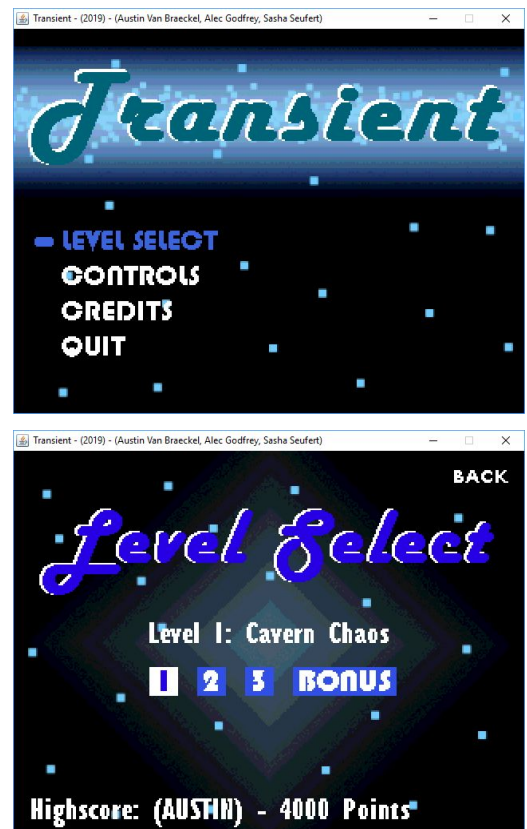 Transient - (2019) - (Austin Van Braeckel, Alec Godfrey, Sasha Seufert)
Transient
LEVEL SELECT
CONTROLS
CREDITS
QUIT
Transient - (2019) - (Austin Van Braeckel, Alec Godfrey, Sasha Seufert)
BACK
Level Select
Level 1: Cavern Chaos
1 2 3 BONUS
Highscore: (AUSTIN) - 4000 Points